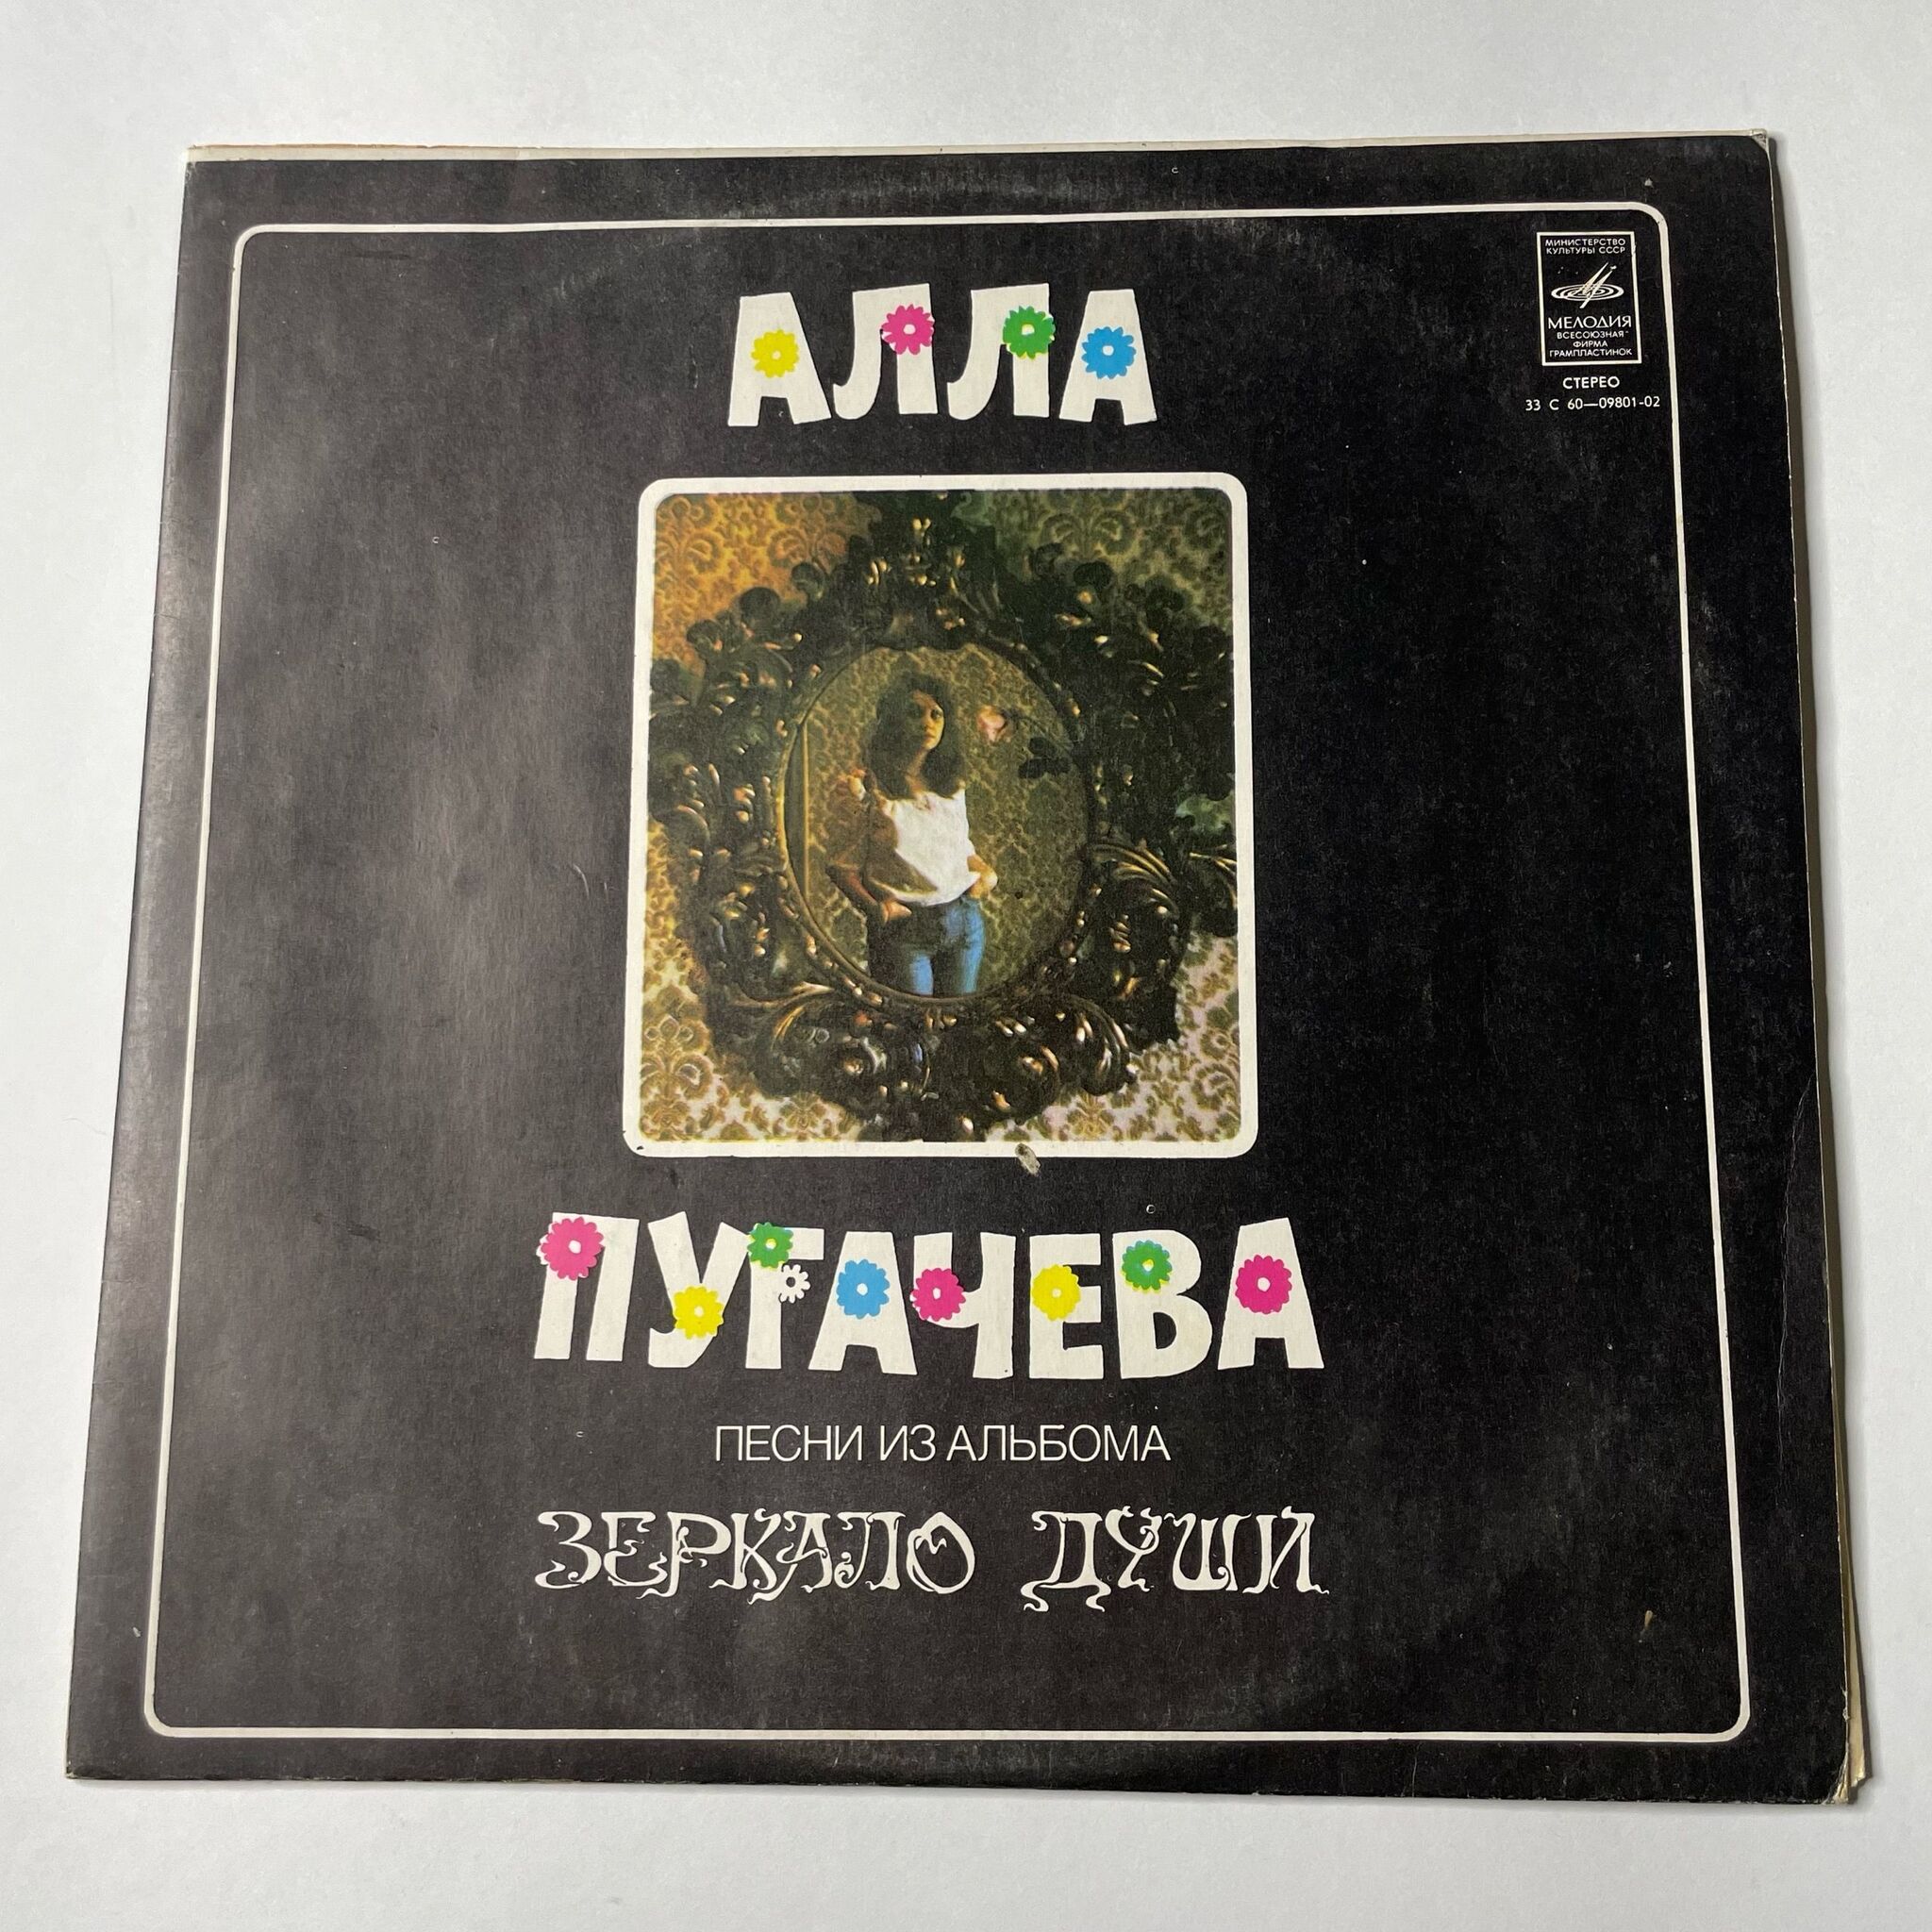 АЛЛА
МИНИСТЕРСТВО
КУЛЬТУРЫ СССР
МЕЛОДИЯ
ВСЕСОЮЗНАЯ
ФИРМА
ГРАМПЛАСТИНОК
СТЕРЕО
33 С 60—09801-02
ПУГАЧЕВА
ПЕСНИ ИЗ АЛЬБОМА
ЗЕРКАЛО ДУШИ